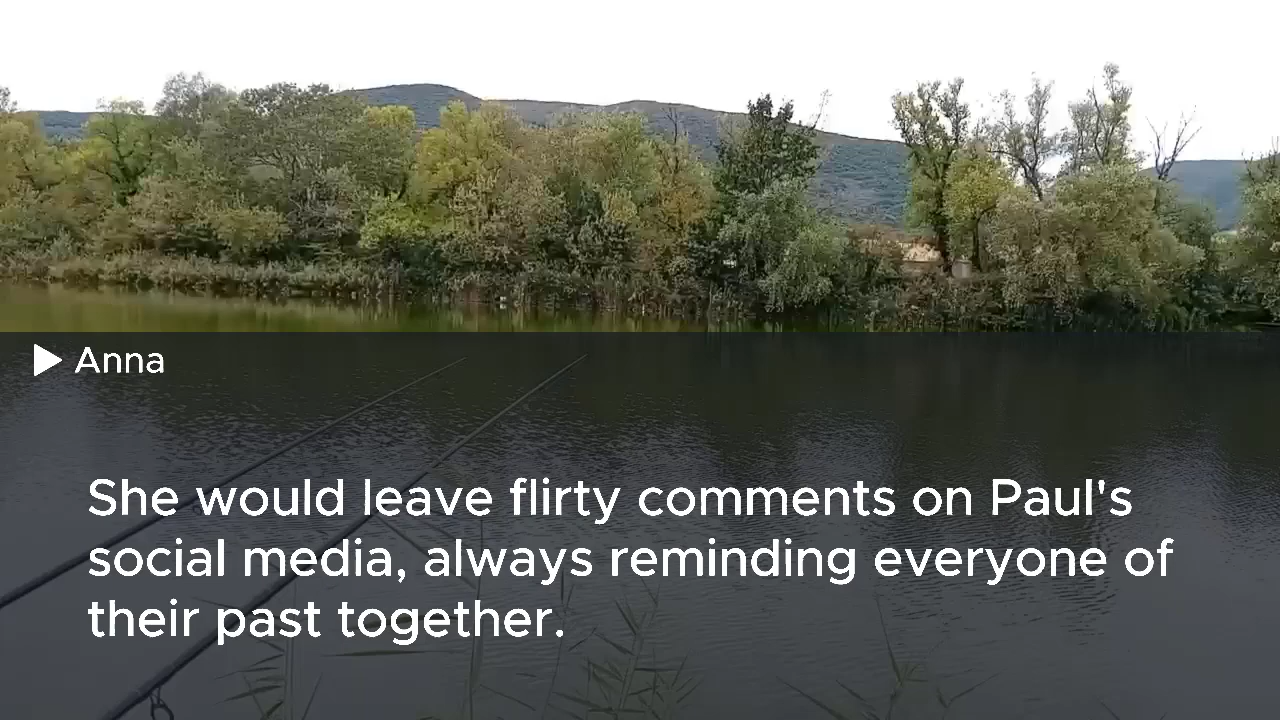 Anna
She would leave flirty comments on Paul's
social media, always reminding everyone of
their past together.